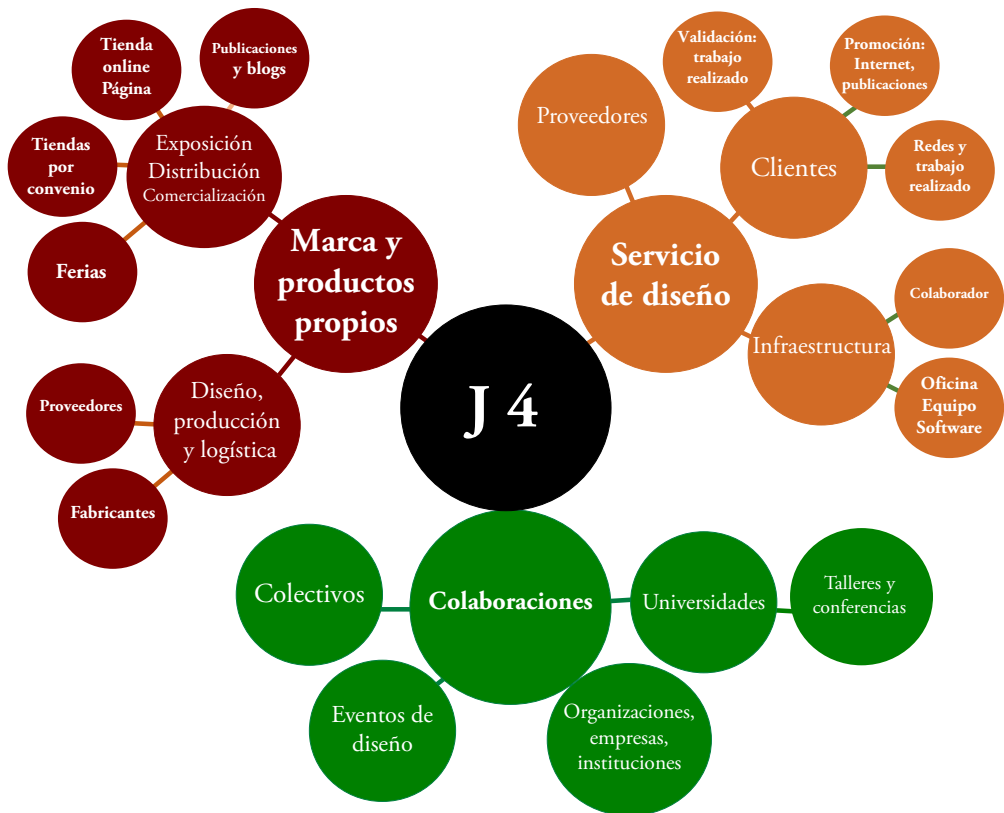 J 4
Marca y
productos
propios
Exposición
Distribución
Comercialización
Tienda
online
Página
Publicaciones
y blogs
Tiendas
por
convenio
Ferias
Diseño,
producción
y logística
Proveedores
Fabricantes
Servicio
de diseño
Proveedores
Clientes
Validación:
trabajo
realizado
Promoción:
Internet,
publicaciones
Redes y
trabajo
realizado
Infraestructura
Colaborador
Oficina
Equipo
Software
Colaboraciones
Colectivos
Eventos de
diseño
Organizaciones,
empresas,
instituciones
Universidades
Talleres y
conferencias